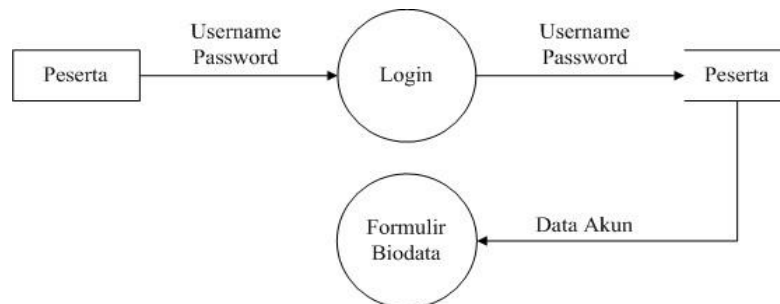 Username
Password
Username
Password
Peserta
Login
Peserta
Formulir
Biodata
Data Akun